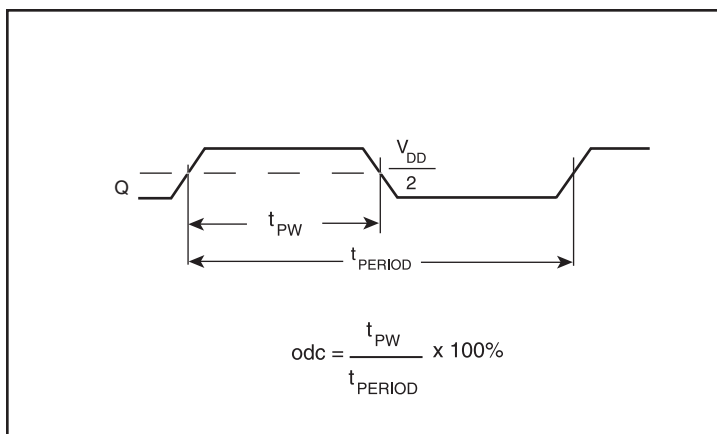 Q
V_DD
2
t_PW
t_PERIOD
odc = t_PW
t_PERIOD
x 100%